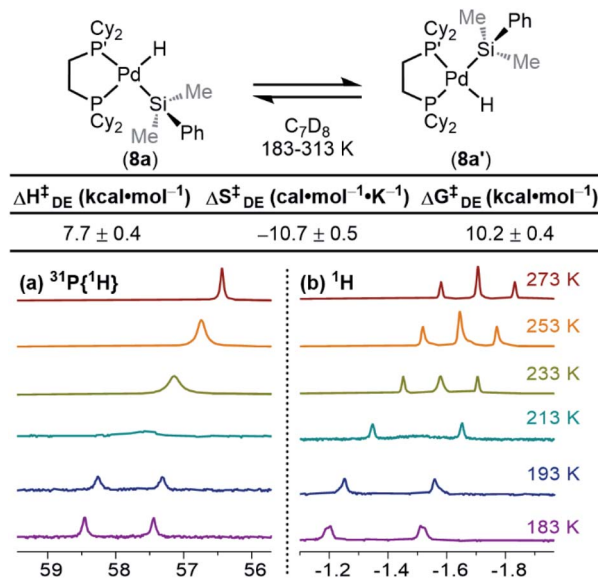 Cy₂
P'
H
Pd
P
Si
Me
Cy₂
Me
Ph
(8a)
C₇D₈
183-313 K
Cy₂
P'
Ph
Si
Me
Me
Pd
P
H
Cy₂
(8a')
ΔH‡DE (kcal•mol⁻¹) ΔS‡DE (cal•mol⁻¹•K⁻¹) ΔG‡DE (kcal•mol⁻¹)
7.7 ± 0.4 −10.7 ± 0.5 10.2 ± 0.4
(a) ³¹P{¹H} (b) ¹H 273 K
253 K
233 K
213 K
193 K
183 K
59 58 57 56 -1.2 -1.4 -1.6 -1.8